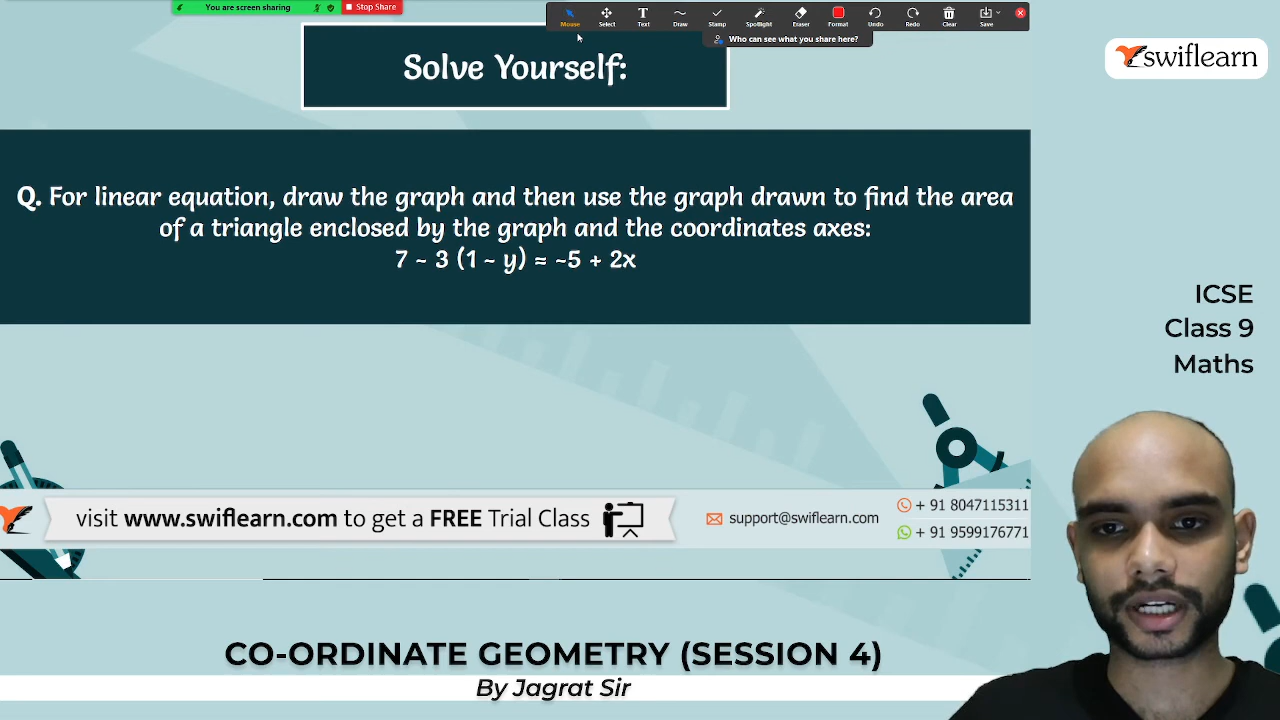 You are screen sharing
Stop Share
Mouse
Select
Text
Draw
Stamp
Spotlight
Eraser
Format
Undo
Redo
Clear
Save
Who can see what you share here?
swiflearn
Solve Yourself:
Q. For linear equation, draw the graph and then use the graph drawn to find the area
of a triangle enclosed by the graph and the coordinates axes:
7 ~ 3 (1 ~ y) = ~5 + 2x
ICSE
Class 9
Maths
visit www.swiflearn.com to get a FREE Trial Class
support@swiflearn.com
+ 91 8047115311
+ 91 9599176771
CO-ORDINATE GEOMETRY (SESSION 4)
By Jagrat Sir